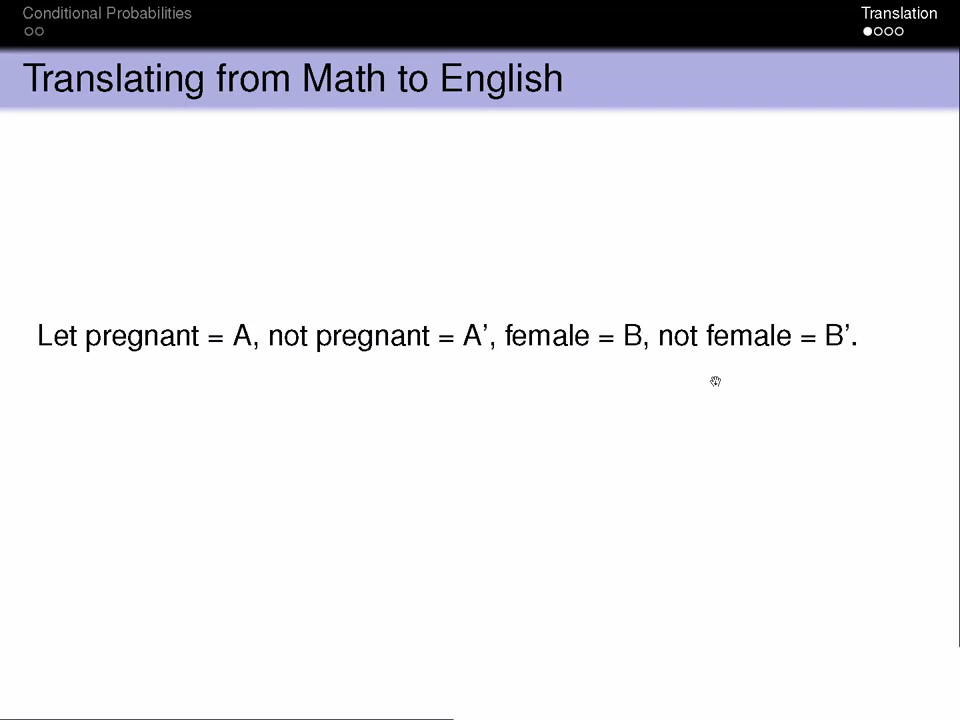 Conditional Probabilities
Translation
Translating from Math to English
Let pregnant = A, not pregnant = A’, female = B, not female = B’.